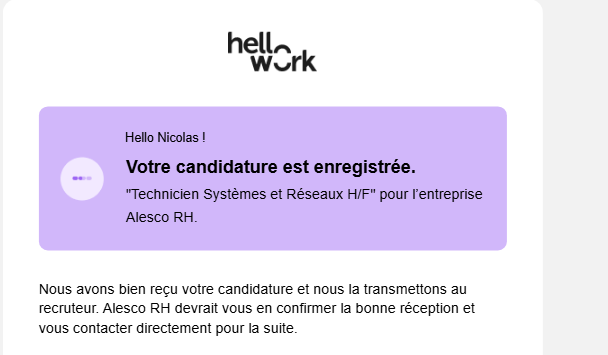 hello
work
Hello Nicolas !
Votre candidature est enregistrée.
"Technicien Systèmes et Réseaux H/F" pour l’entreprise
Alesco RH.
Nous avons bien reçu votre candidature et nous la transmettons au
recruteur. Alesco RH devrait vous en confirmer la bonne réception et
vous contacter directement pour la suite.